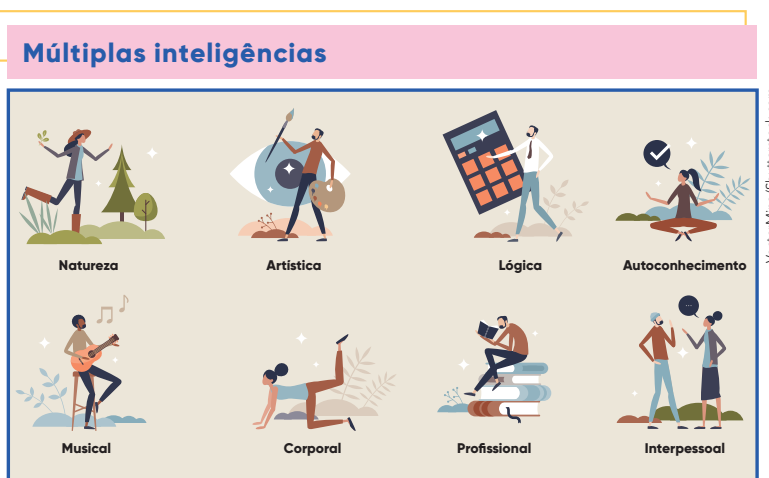 Múltiplas inteligências
Natureza
Artística
Lógica
Autoconhecimento
Musical
Corporal
Profissional
Interpessoal